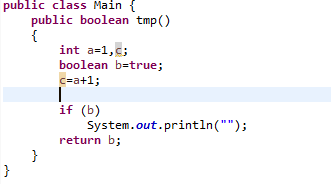 public class Main {
    public boolean tmp()
    {
        int a=1,c;
        boolean b=true;
        c=a+1;
        if (b)
            System.out.println("");
        return b;
    }
}